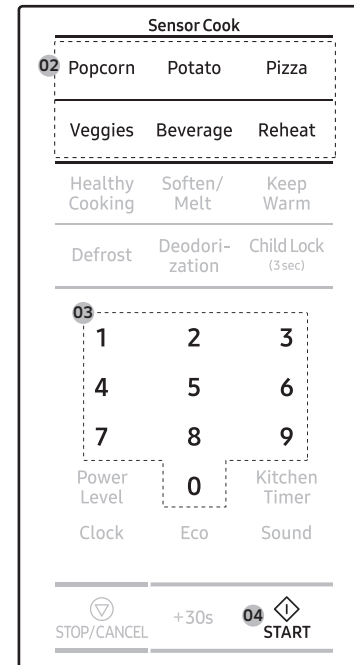 Sensor Cook
02 Popcorn Potato Pizza
Veggies Beverage Reheat
Healthy Cooking Soften/ Melt Keep Warm
Defrost Deodori- zation Child Lock (3 sec)
03
1 2 3
4 5 6
7 8 9
Power Level 0 Kitchen Timer
Clock Eco Sound
STOP/CANCEL +30s 04 START